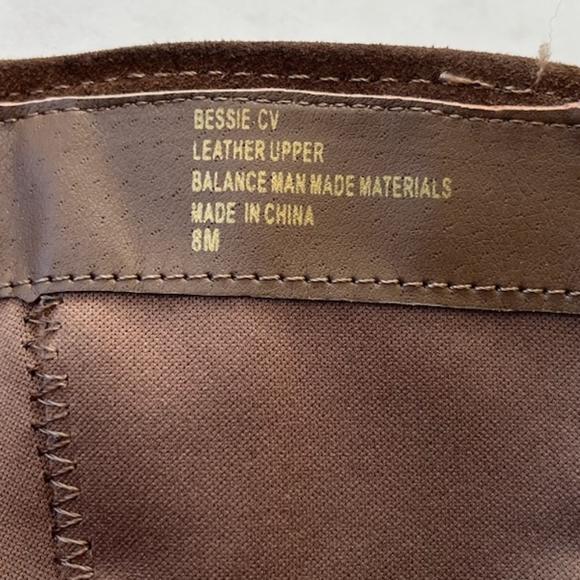 BESSIE-CV
LEATHER UPPER
BALANCE MAN MADE MATERIALS
MADE IN CHINA
8M